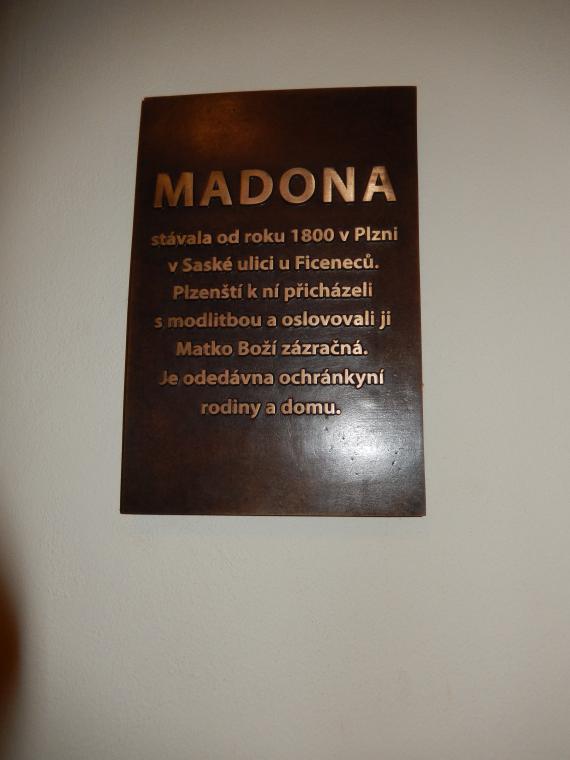 MADONA
stávala od roku 1800 v Plzni
v Saské ulici u Ficeneců.
Plzenští k ní přicházeli
s modlitbou a oslovovali ji
Matko Boží zázračná.
Je odedávna ochránkyní
rodiny a domu.